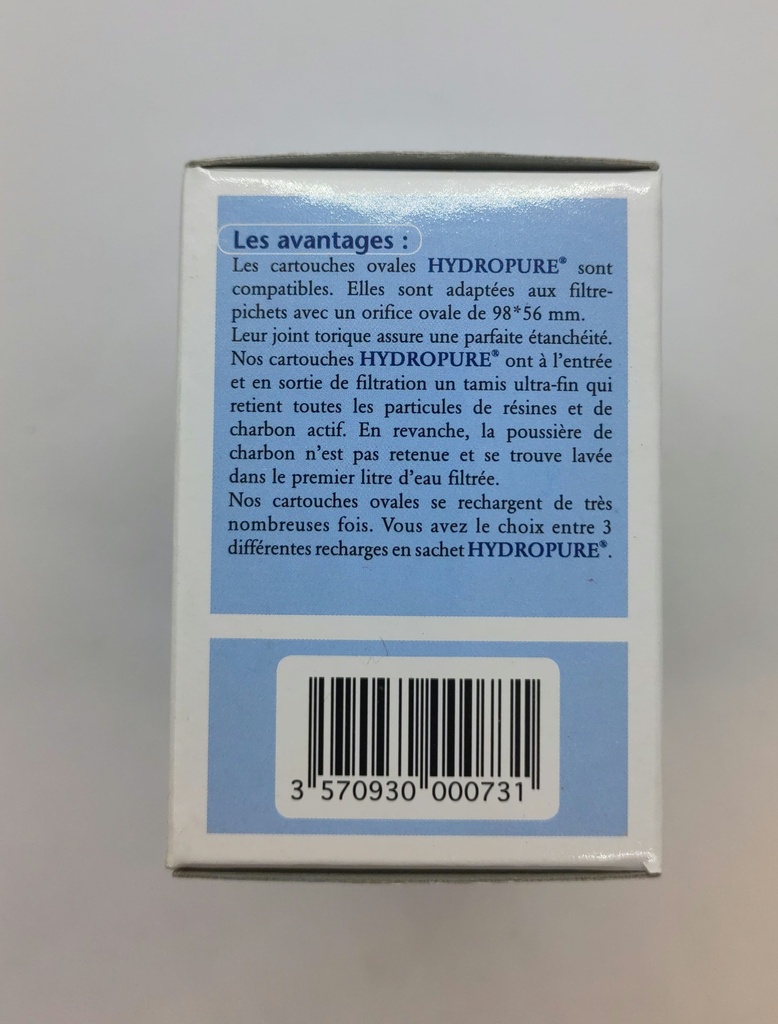 Les avantages :
Les cartouches ovales HYDROPURE® sont
compatibles. Elles sont adaptées aux filtre-
pichets avec un orifice ovale de 98*56 mm.
Leur joint torique assure une parfaite étanchéité.
Nos cartouches HYDROPURE® ont à l'entrée
et en sortie de filtration un tamis ultra-fin qui
retient toutes les particules de résines et de
charbon actif. En revanche, la poussière de
charbon n'est pas retenue et se trouve lavée
dans le premier litre d'eau filtrée.
Nos cartouches ovales se rechargent de très
nombreuses fois. Vous avez le choix entre 3
différentes recharges en sachet HYDROPURE®.
3 570930 000731